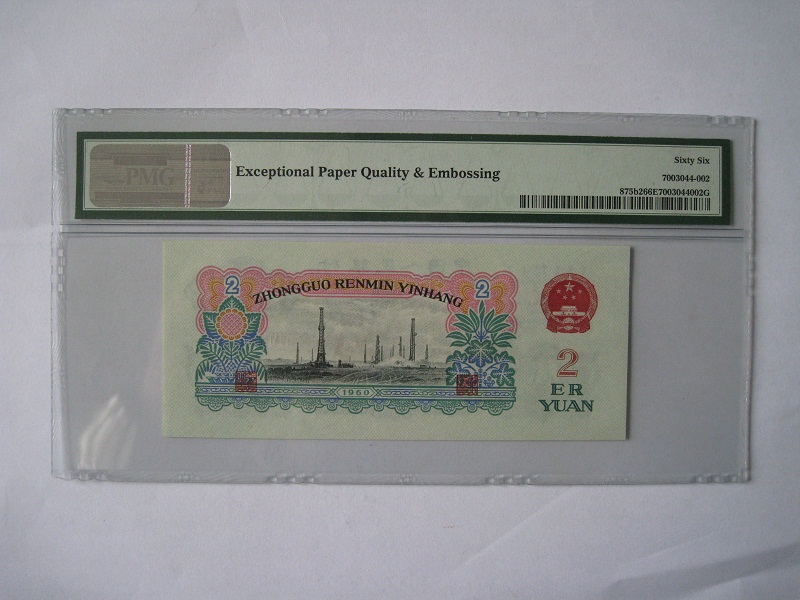 PMG
Exceptional Paper Quality & Embossing
Sixty Six
7003044-002
875b266E7003044002G
2
ZHONGGUO RENMIN YINHANG
2
1960
2
ER
YUAN